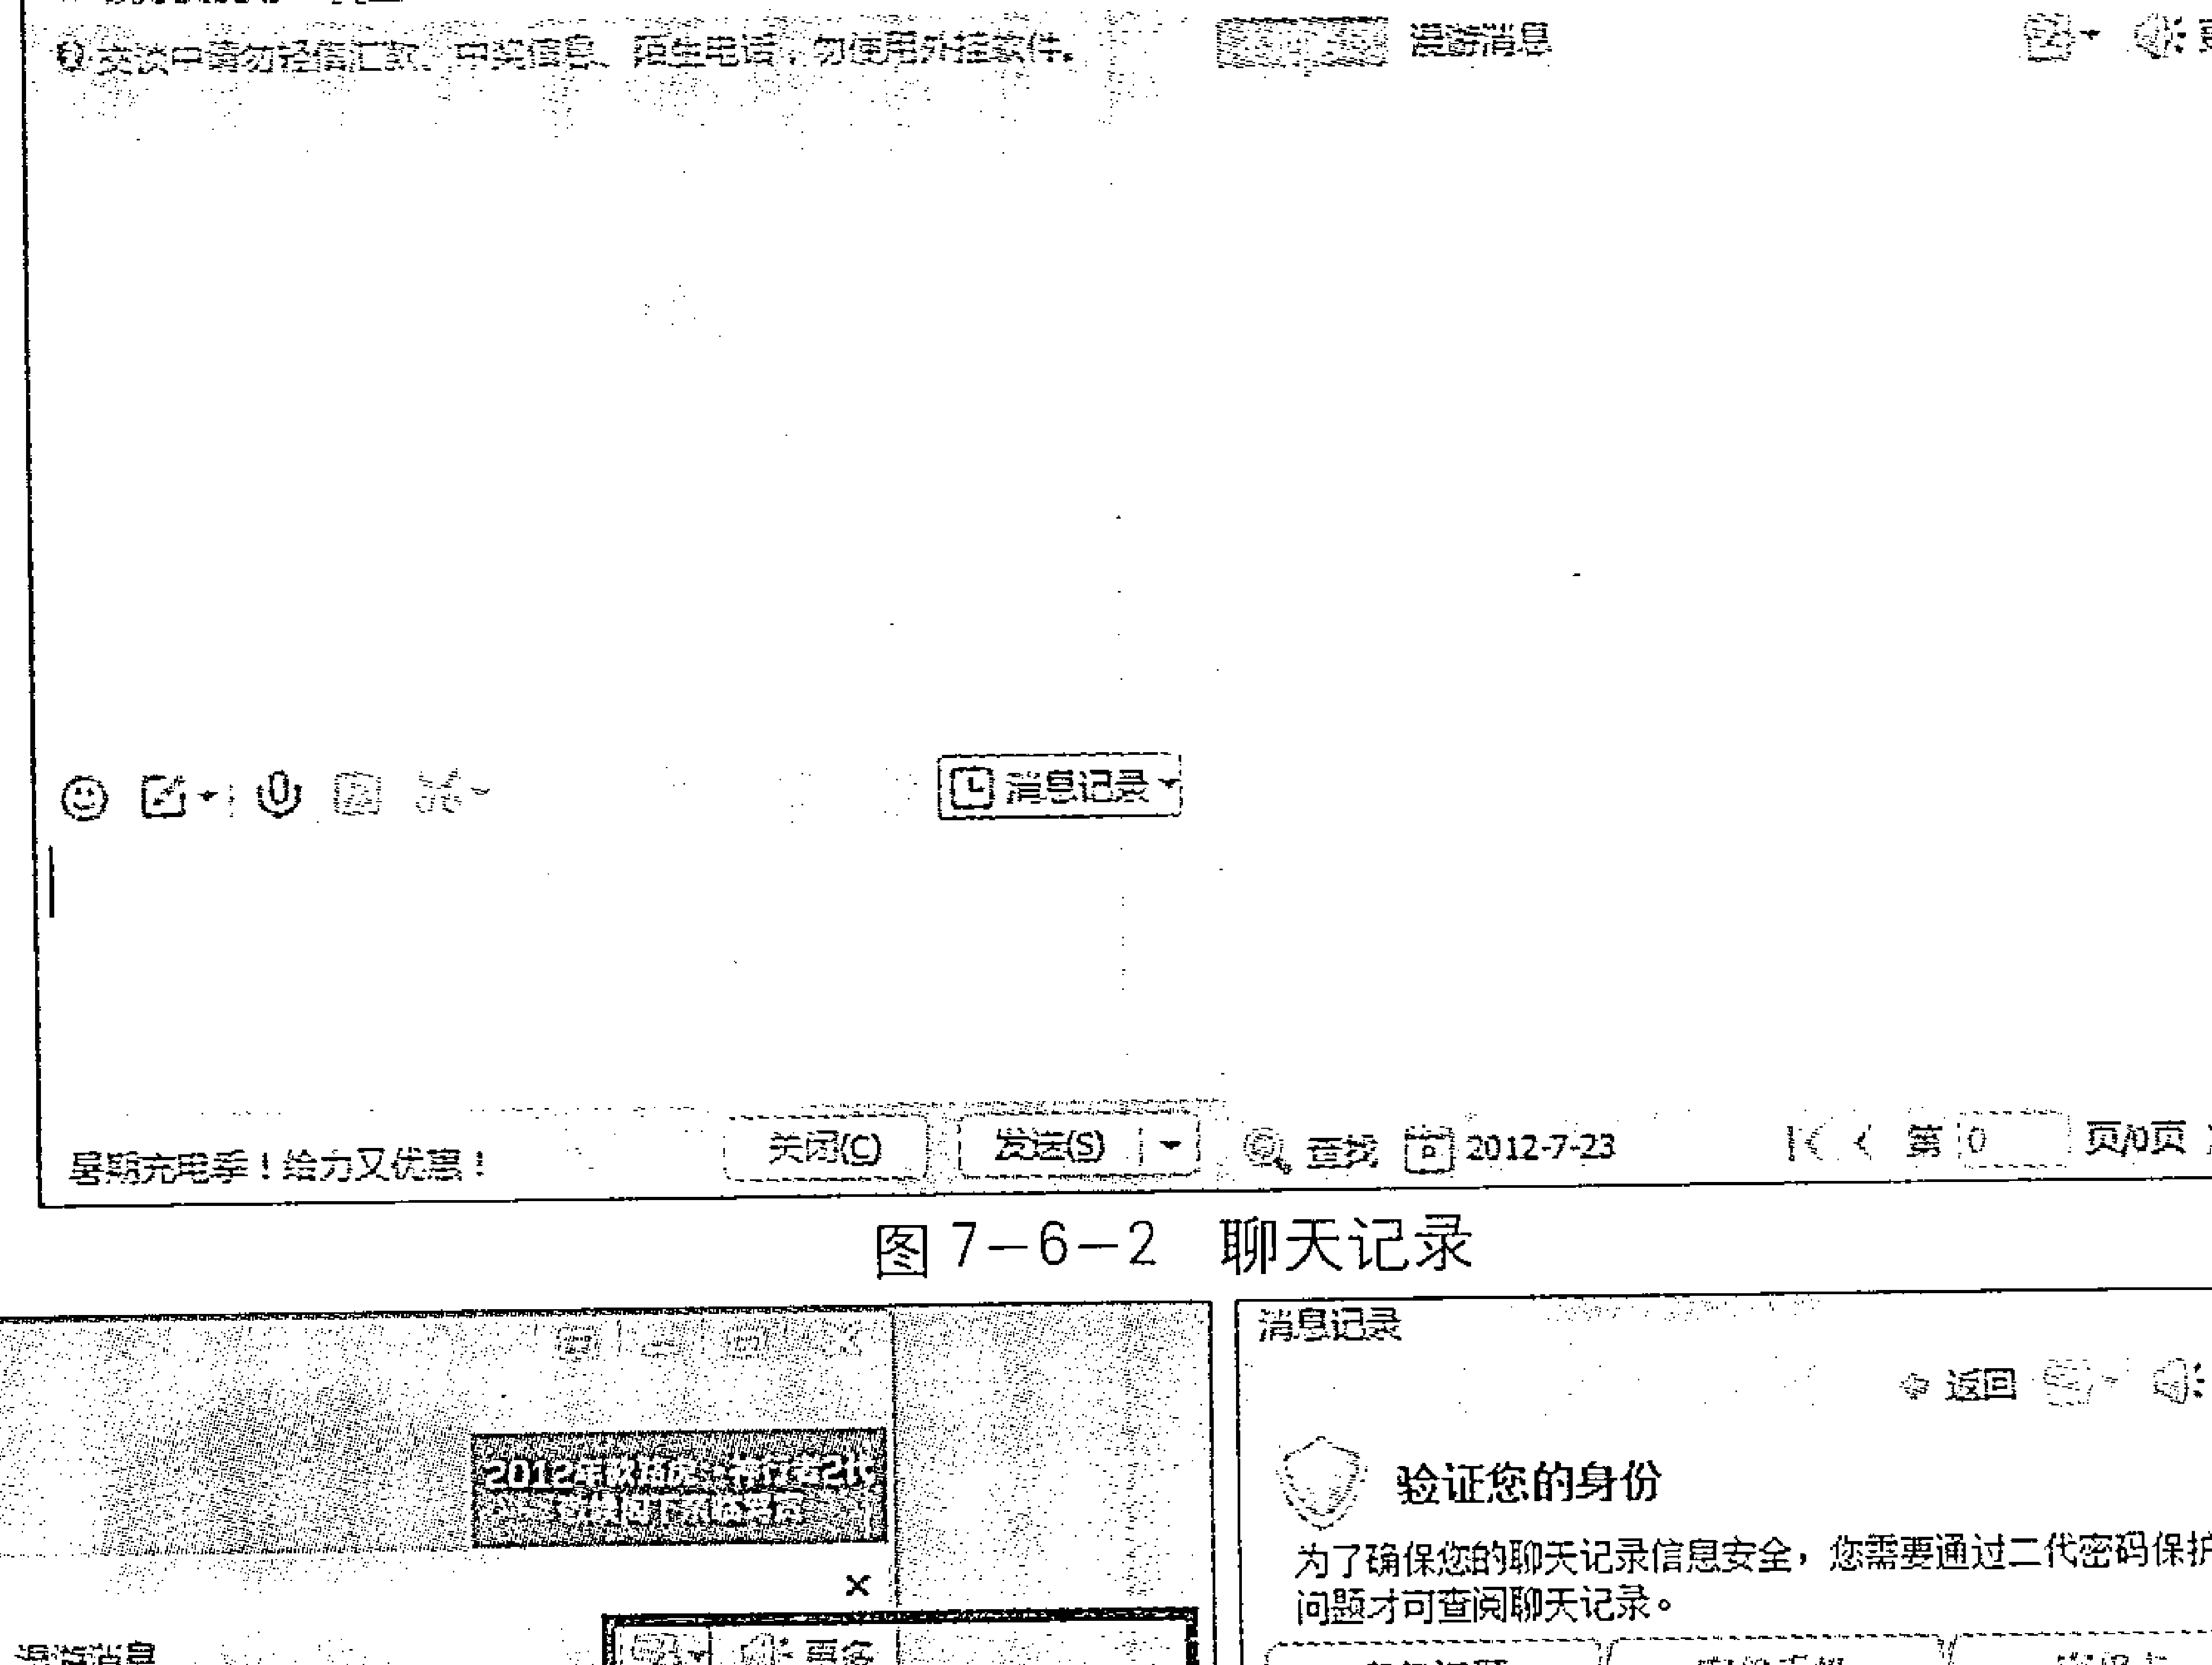 交谈中请勿轻信汇款、中奖信息、陌生电话,勿使用外挂软件。
漫游消息
消息记录
暑期充电季!给力又优惠!
关闭(C) 发送(S)
查找 2012-7-23 第 0 页/0页
图 7-6-2 聊天记录
漫游消息
更多
消息记录
返回
验证您的身份
为了确保您的聊天记录信息安全,您需要通过二代密码保护
问题才可查阅聊天记录。